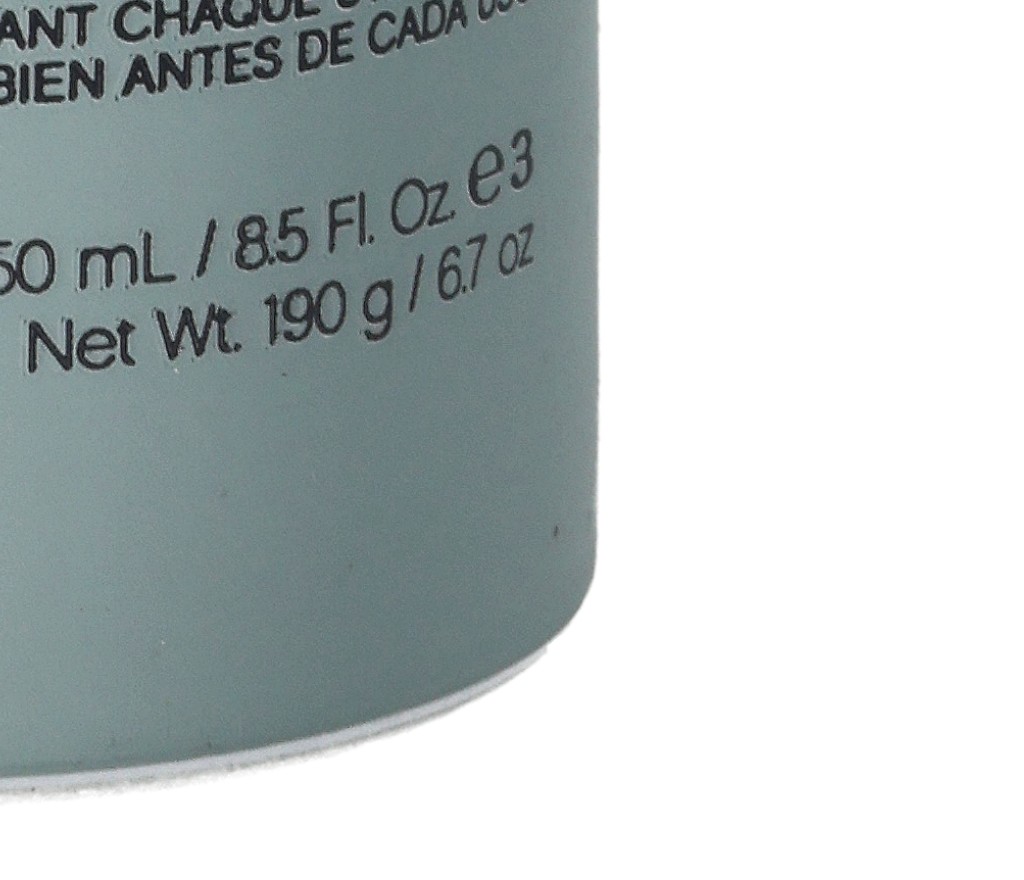 ANT CHAQUE
BIEN ANTES DE CADA
50 mL / 8.5 Fl. Oz. e3
Net Wt. 190 g / 6.7 oz